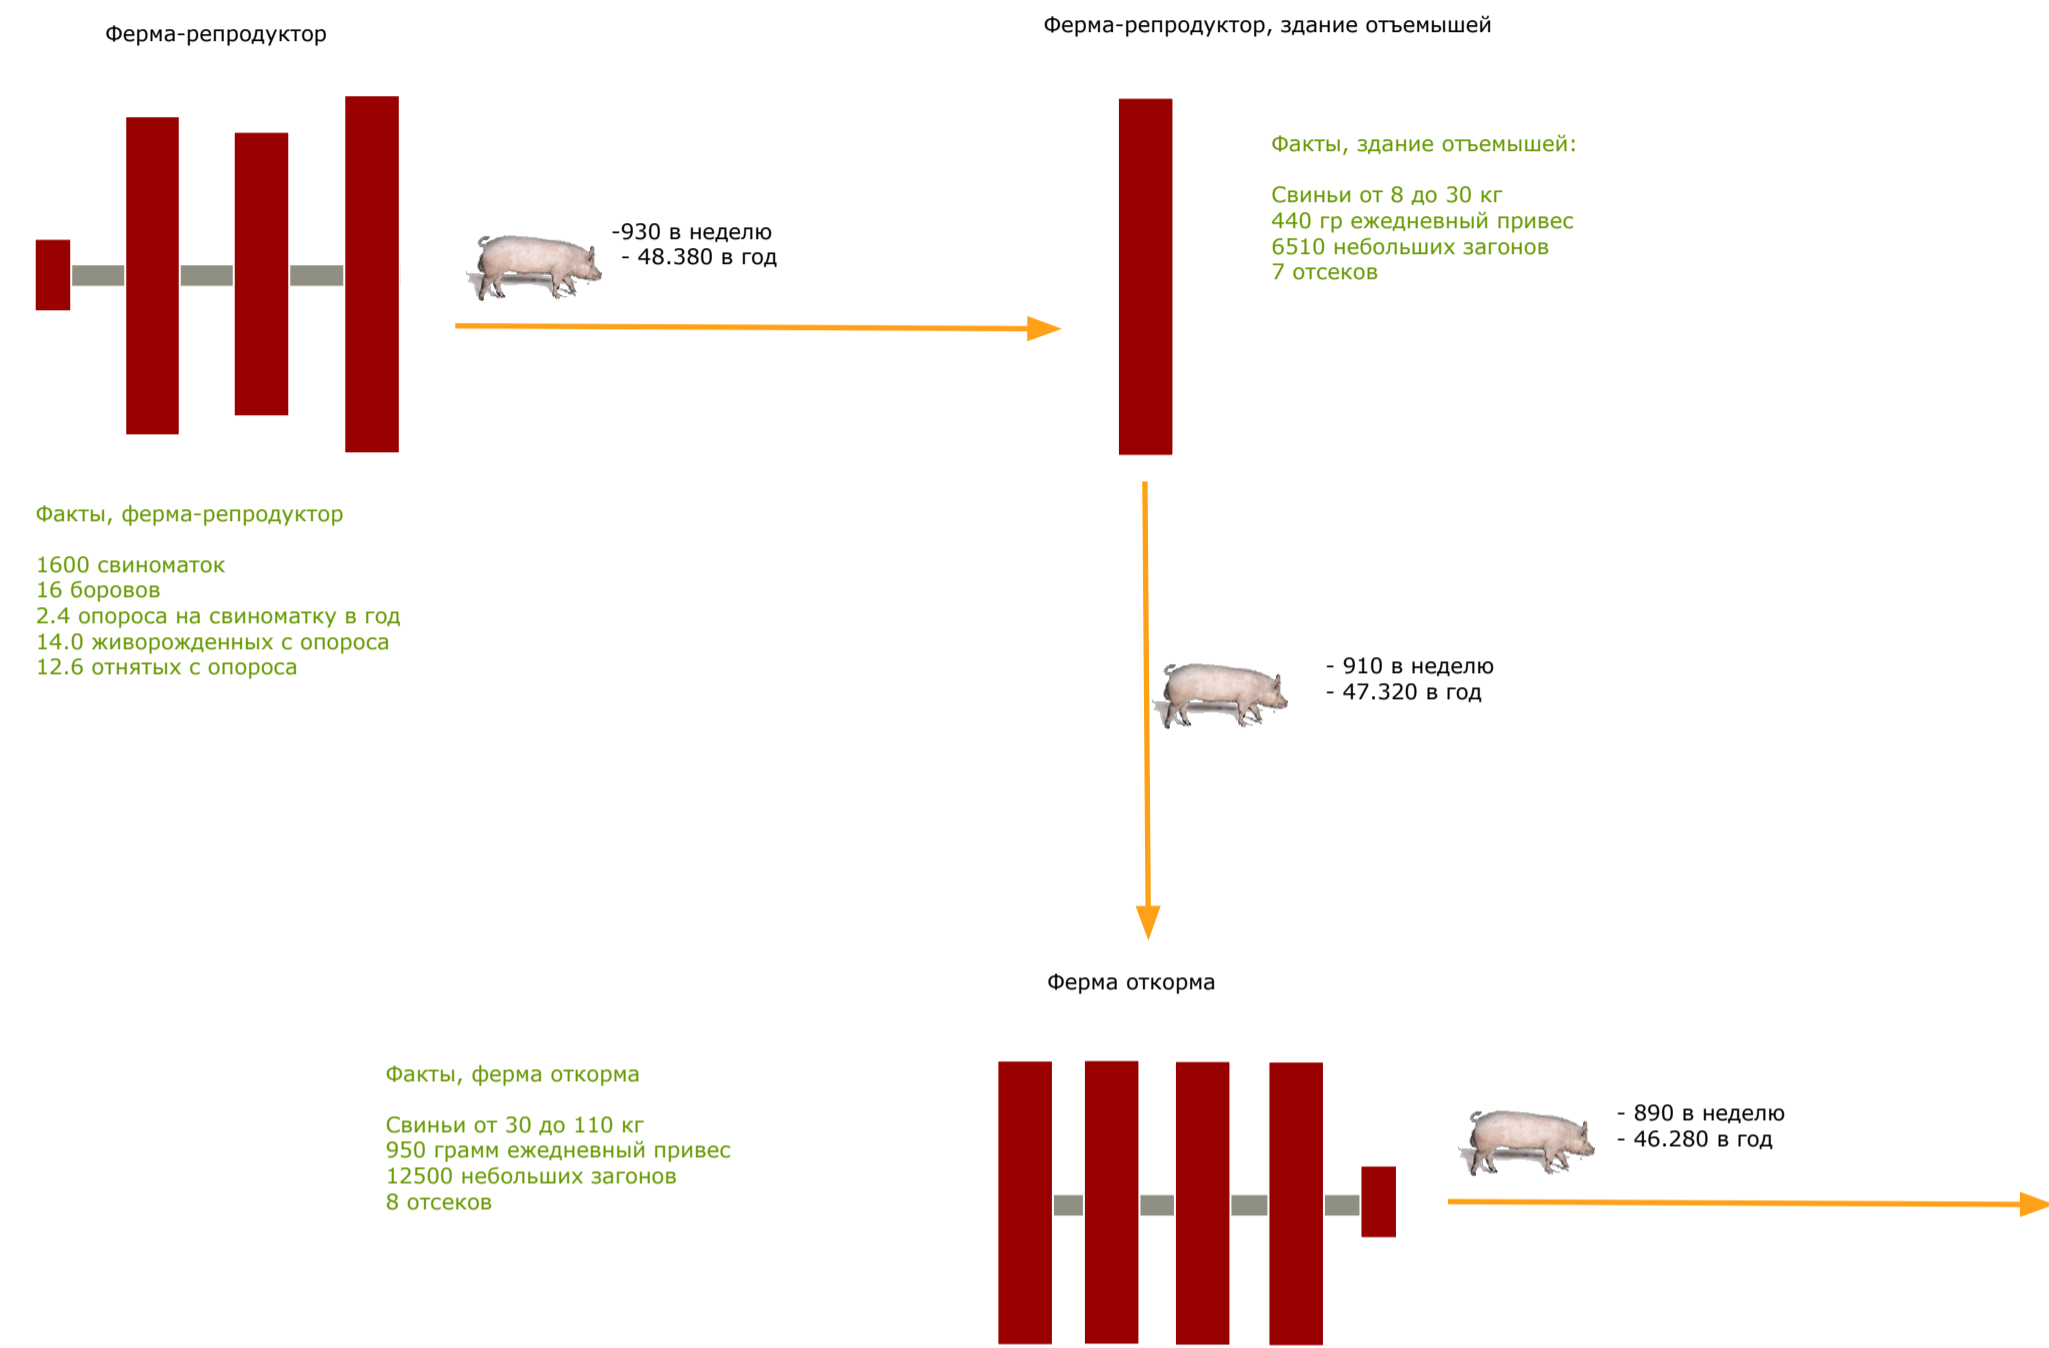 Ферма-репродуктор
Ферма-репродуктор, здание отъемышей
-930 в неделю
- 48.380 в год
Факты, здание отъемышей:
Свиньи от 8 до 30 кг
440 гр ежедневный привес
6510 небольших загонов
7 отсеков
Факты, ферма-репродуктор
1600 свиноматок
16 боровов
2.4 опороса на свиноматку в год
14.0 живорожденных с опороса
12.6 отнятых с опороса
- 910 в неделю
- 47.320 в год
Ферма откорма
Факты, ферма откорма
Свиньи от 30 до 110 кг
950 грамм ежедневный привес
12500 небольших загонов
8 отсеков
- 890 в неделю
- 46.280 в год